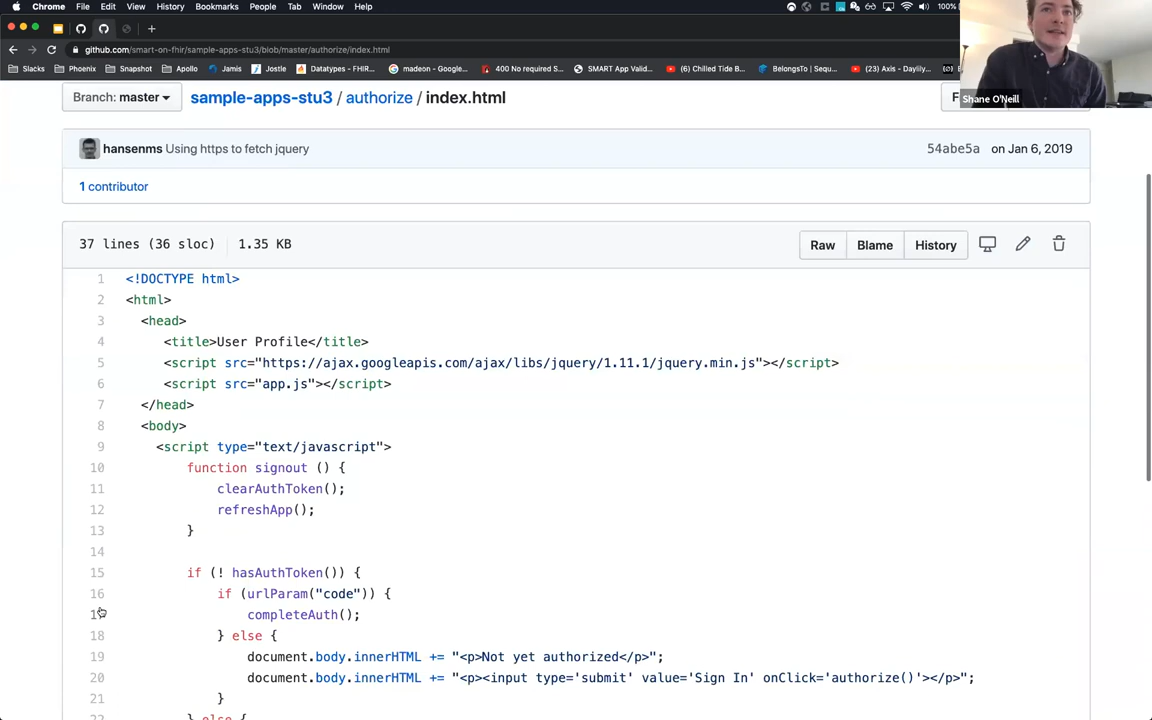 Chrome File Edit View History Bookmarks People Tab Window Help 100%
github.com/smart-on-fhir/sample-apps-stu3/blob/master/authorize/index.html
Slacks Phoenix Snapshot Apollo Jamis Jostle Datatypes - FHIR... madeon - Google... 400 No required S... SMART App Valid... (6) Chilled Tide B... BelongsTo | Sequ... (23) Axis - Daylily...
Shane O'Neill
Branch: master sample-apps-stu3 / authorize / index.html F
hansenms Using https to fetch jquery 54abe5a on Jan 6, 2019
1 contributor
37 lines (36 sloc) 1.35 KB Raw Blame History
1 <!DOCTYPE html>
2 <html>
3 <head>
4 <title>User Profile</title>
5 <script src="https://ajax.googleapis.com/ajax/libs/jquery/1.11.1/jquery.min.js"></script>
6 <script src="app.js"></script>
7 </head>
8 <body>
9 <script type="text/javascript">
10 function signout () {
11 clearAuthToken();
12 refreshApp();
13 }
14
15 if (! hasAuthToken()) {
16 if (urlParam("code")) {
completeAuth();
18 } else {
19 document.body.innerHTML += "<p>Not yet authorized</p>";
20 document.body.innerHTML += "<p><input type='submit' value='Sign In' onClick='authorize()'></p>";
21 }
22 } else {